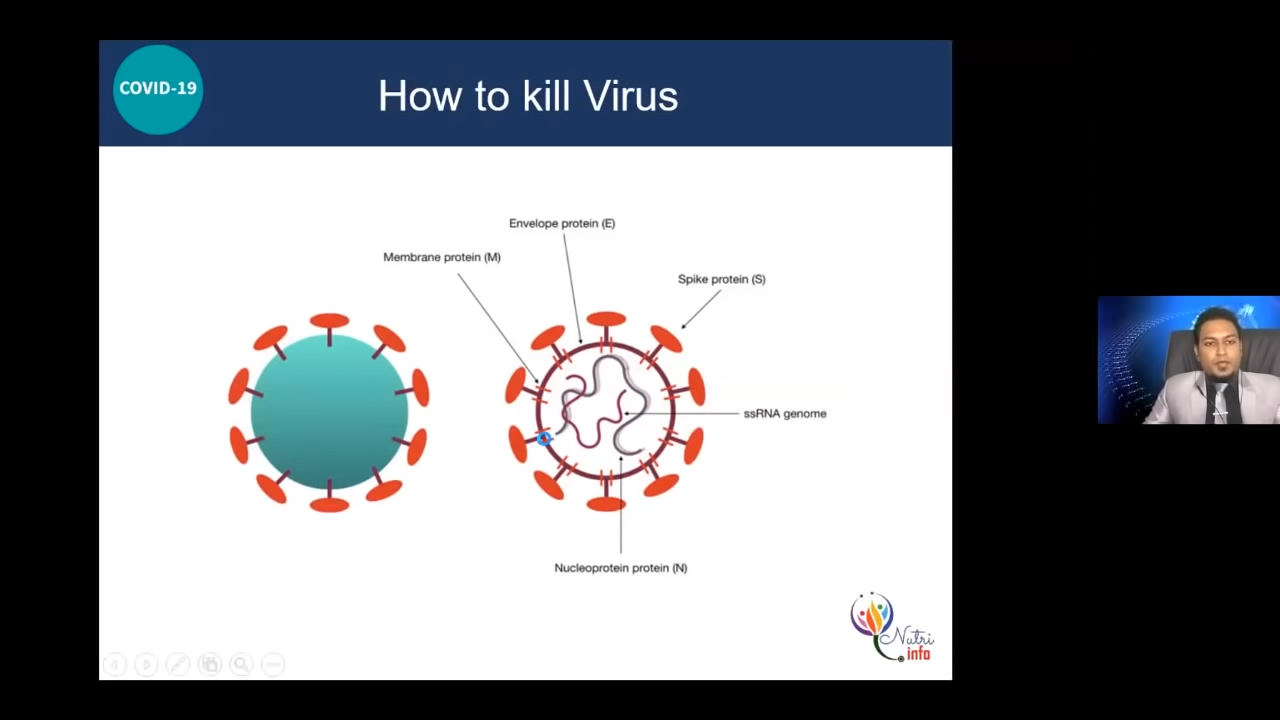 COVID-19
How to kill Virus
Envelope protein (E)
Membrane protein (M)
Spike protein (S)
ssRNA genome
Nucleoprotein protein (N)
Nutri
info